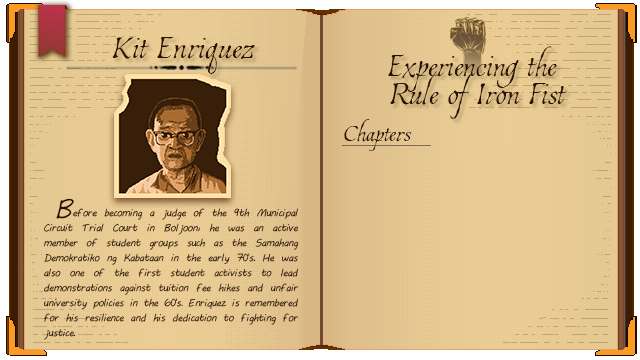 Kit Enriquez
Before becoming a judge of the 9th Municipal
Circuit Trial Court in Boljoon, he was an active
member of student groups such as the Samahang
Demokratiko ng Kabataan in the early 70's. He was
also one of the first student activists to lead
demonstrations against tuition fee hikes and unfair
university policies in the 60's. Enriquez is remembered
for his resilience and his dedication to fighting for
justice.
Experiencing the
Rule of Iron Fist
Chapters